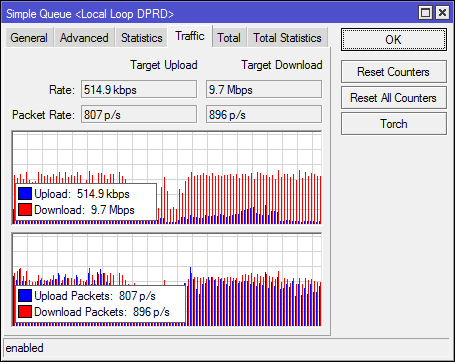 Simple Queue <Local Loop DPRD>
General Advanced Statistics Traffic Total Total Statistics
OK
Reset Counters
Reset All Counters
Torch
Target Upload Target Download
Rate: 514.9 kbps 9.7 Mbps
Packet Rate: 807 p/s 896 p/s
Upload: 514.9 kbps
Download: 9.7 Mbps
Upload Packets: 807 p/s
Download Packets: 896 p/s
enabled